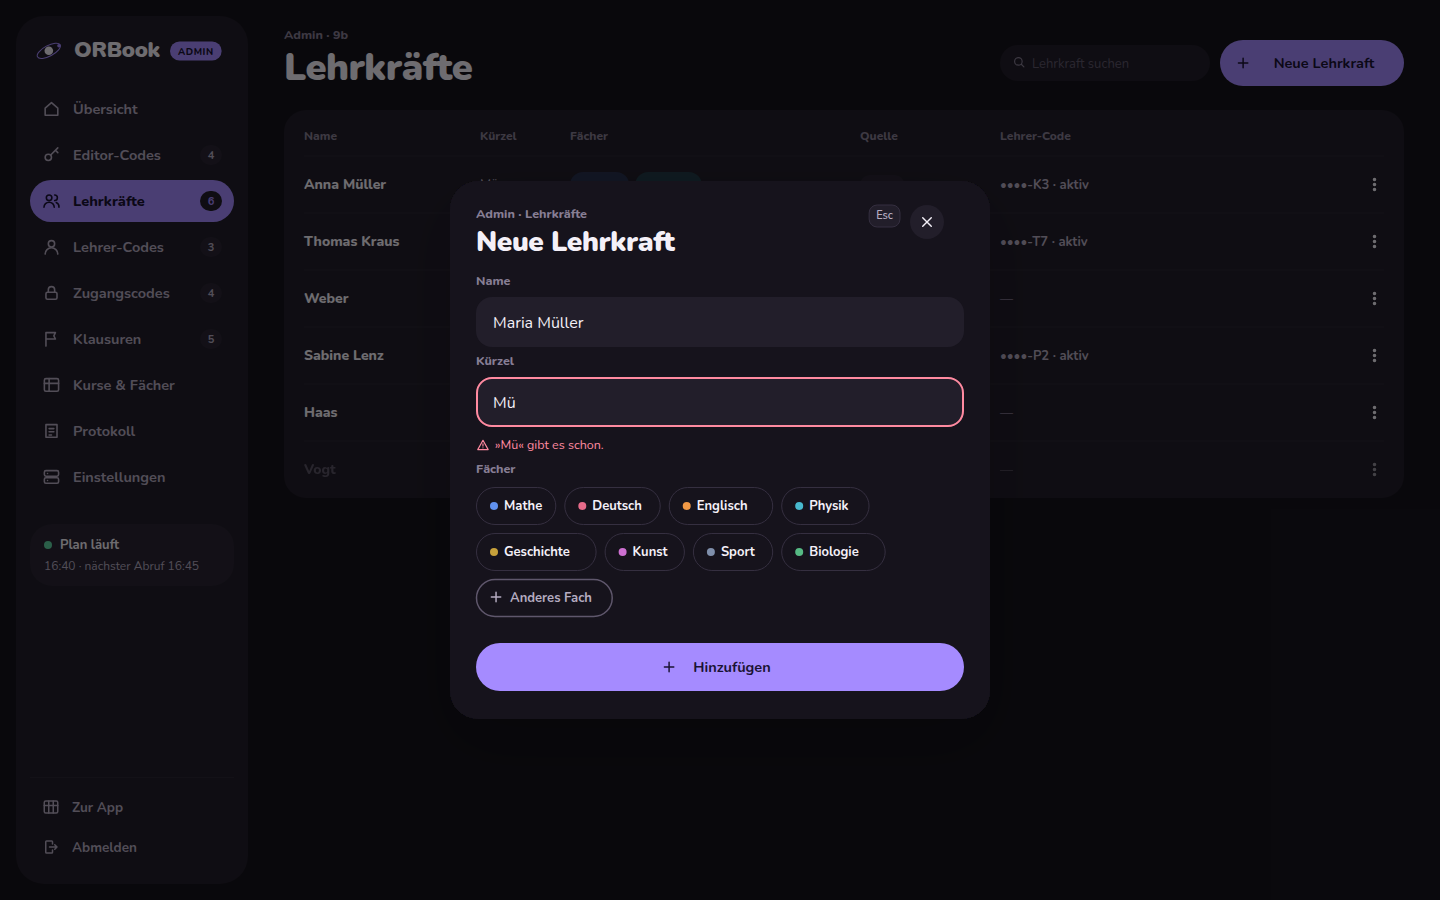 ORBook ADMIN
Übersicht
Editor-Codes 4
Lehrkräfte 6
Lehrer-Codes 3
Zugangscodes 4
Klausuren 5
Kurse & Fächer
Protokoll
Einstellungen
Plan läuft
16:40 · nächster Abruf 16:45
Zur App
Abmelden
Admin · 9b
Lehrkräfte
Lehrkraft suchen
Neue Lehrkraft
Name Kürzel Fächer Quelle Lehrer-Code
Anna Müller ••••-K3 · aktiv
Thomas Kraus ••••-T7 · aktiv
Weber —
Sabine Lenz ••••-P2 · aktiv
Haas —
Vogt —
Admin · Lehrkräfte
Esc
Neue Lehrkraft
Name
Maria Müller
Kürzel
Mü
»Mü« gibt es schon.
Fächer
Mathe Deutsch Englisch Physik
Geschichte Kunst Sport Biologie
Anderes Fach
Hinzufügen